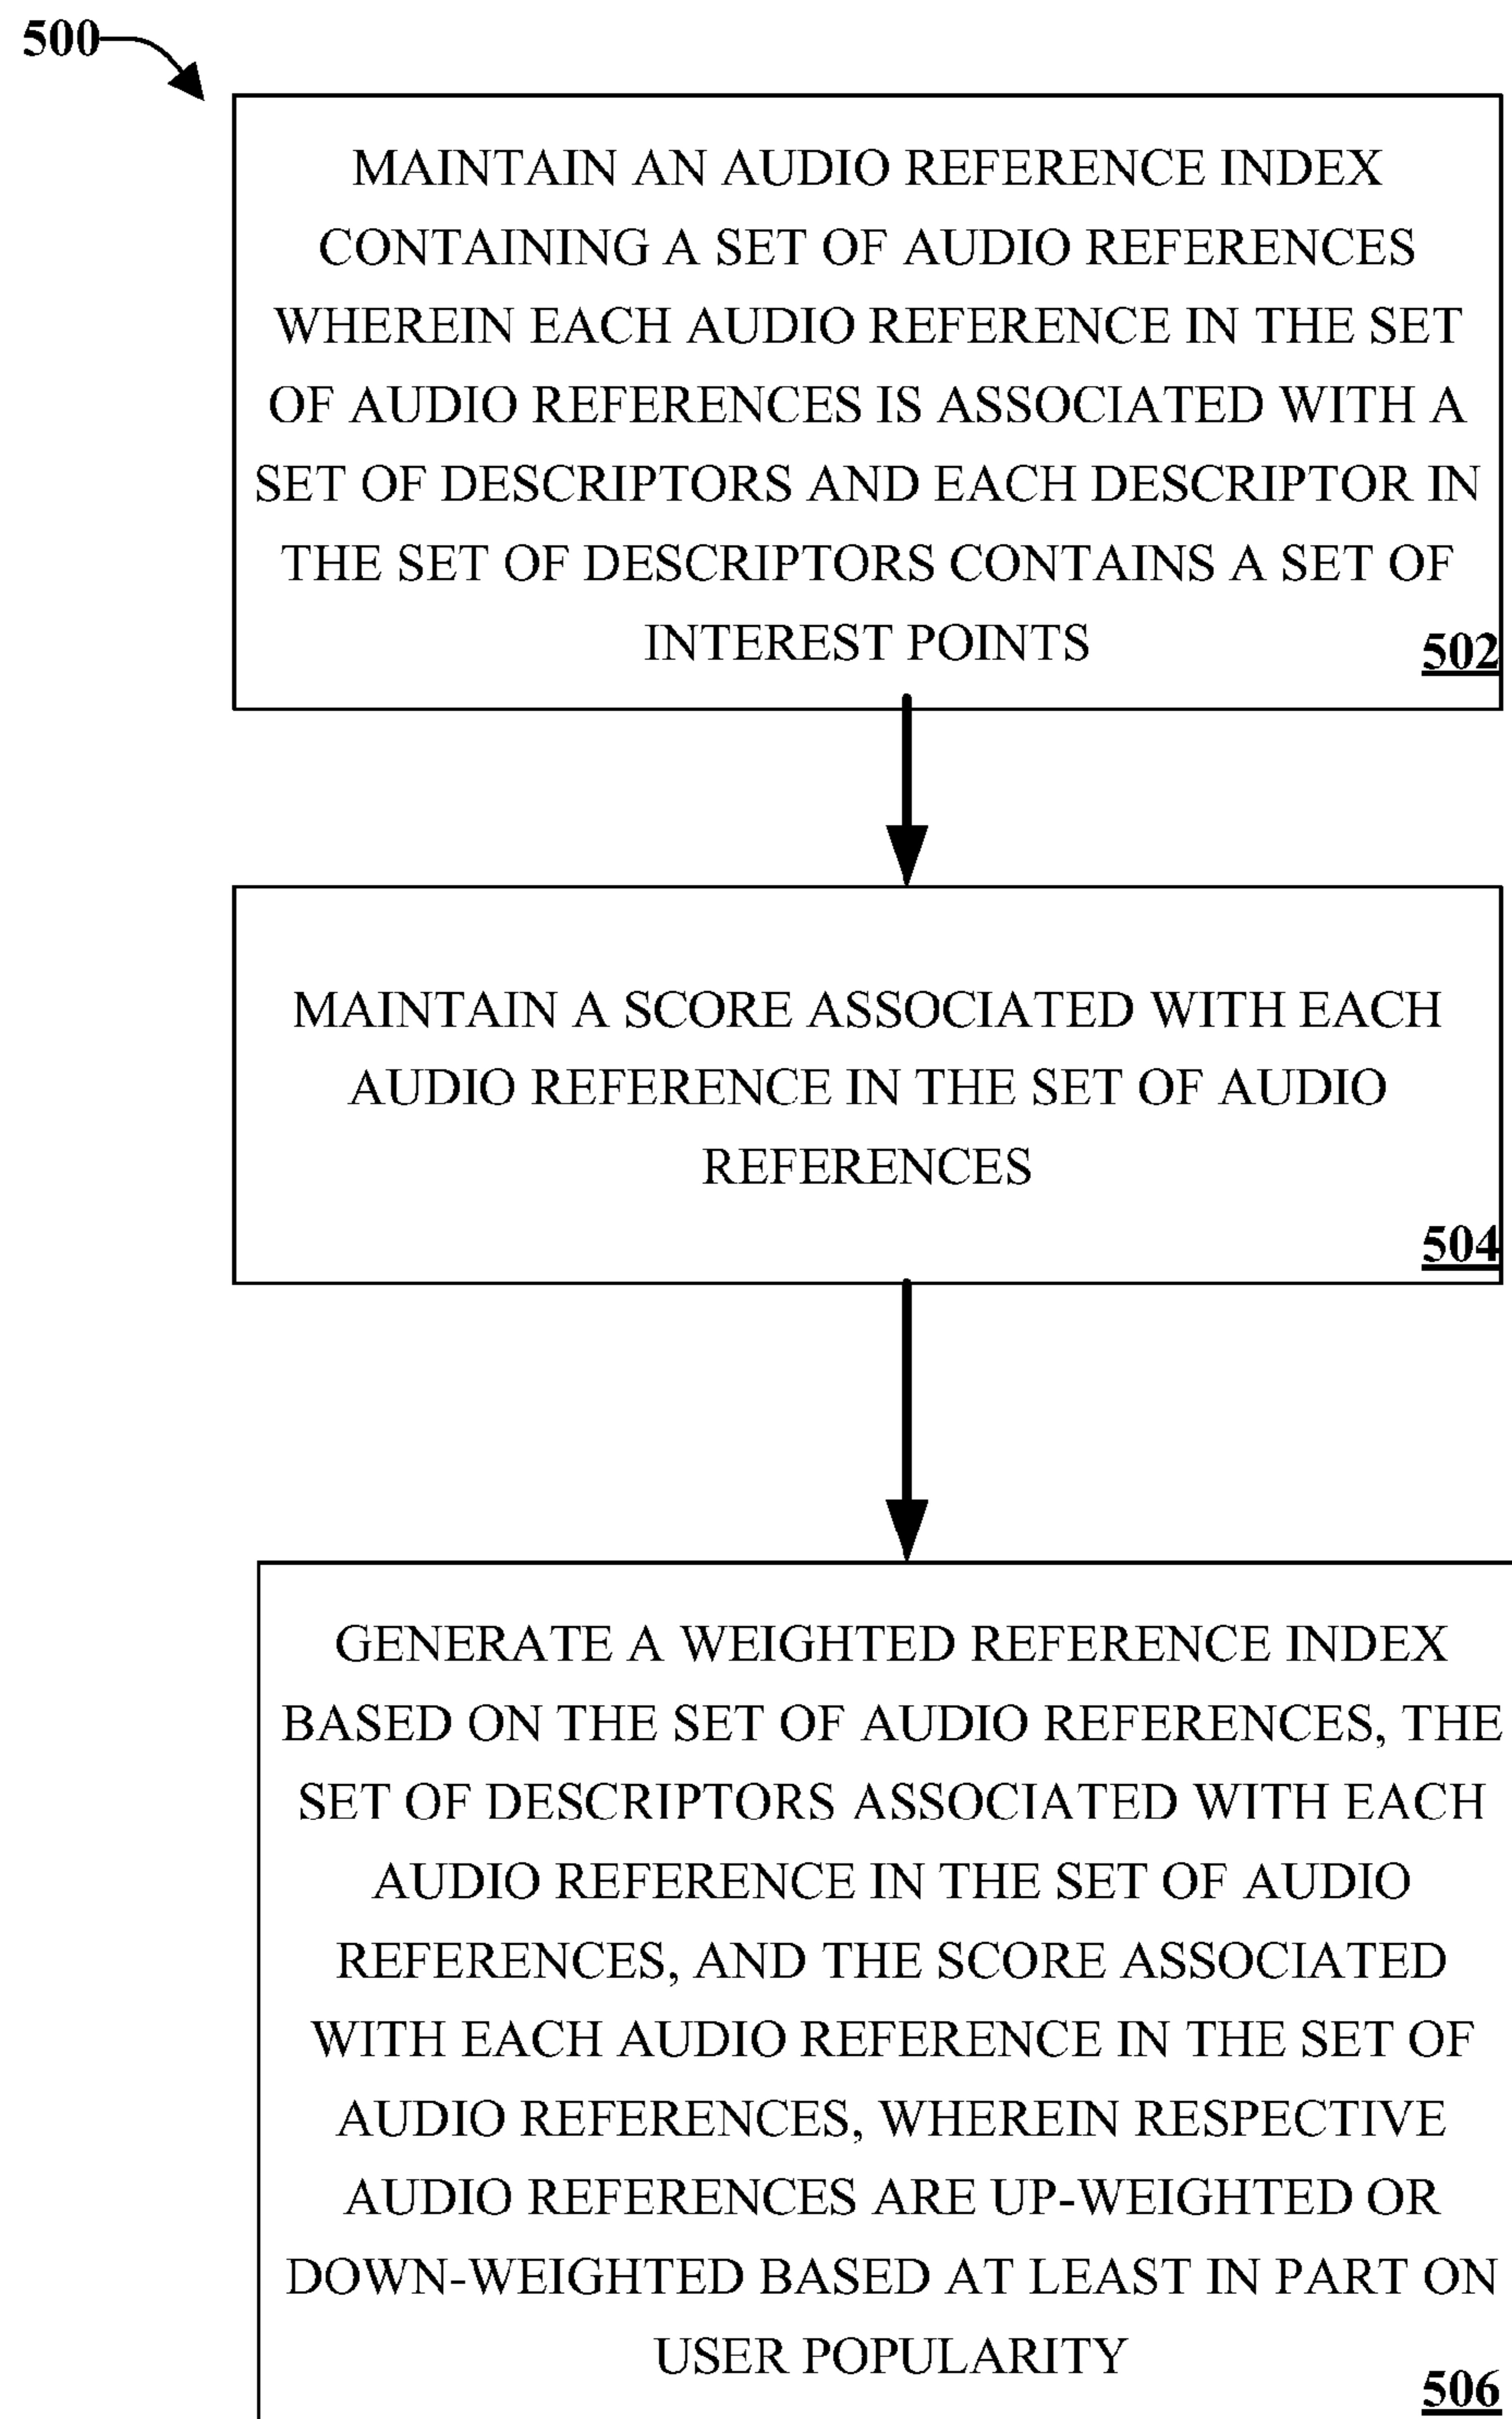 500
MAINTAIN AN AUDIO REFERENCE INDEX
CONTAINING A SET OF AUDIO REFERENCES
WHEREIN EACH AUDIO REFERENCE IN THE SET
OF AUDIO REFERENCES IS ASSOCIATED WITH A
SET OF DESCRIPTORS AND EACH DESCRIPTOR IN
THE SET OF DESCRIPTORS CONTAINS A SET OF
INTEREST POINTS
502
MAINTAIN A SCORE ASSOCIATED WITH EACH
AUDIO REFERENCE IN THE SET OF AUDIO
REFERENCES
504
GENERATE A WEIGHTED REFERENCE INDEX
BASED ON THE SET OF AUDIO REFERENCES, THE
SET OF DESCRIPTORS ASSOCIATED WITH EACH
AUDIO REFERENCE IN THE SET OF AUDIO
REFERENCES, AND THE SCORE ASSOCIATED
WITH EACH AUDIO REFERENCE IN THE SET OF
AUDIO REFERENCES, WHEREIN RESPECTIVE
AUDIO REFERENCES ARE UP-WEIGHTED OR
DOWN-WEIGHTED BASED AT LEAST IN PART ON
USER POPULARITY
506